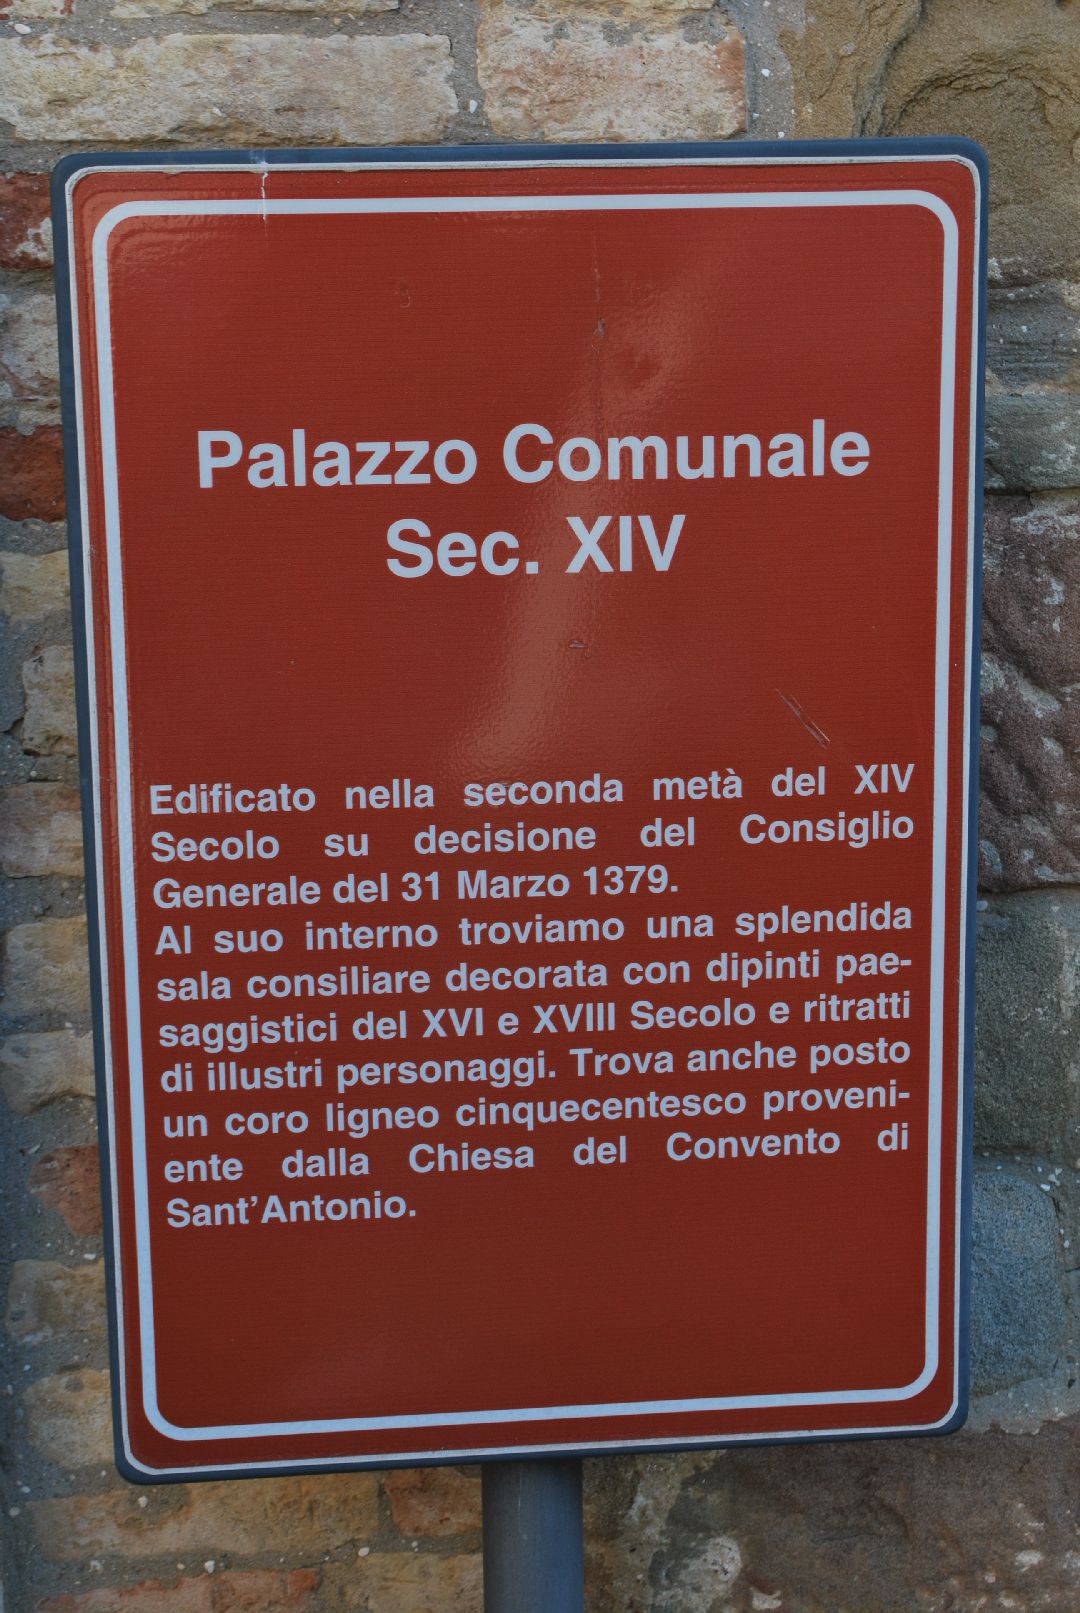 Palazzo Comunale
Sec. XIV
Edificato nella seconda metà del XIV
Secolo su decisione del Consiglio
Generale del 31 Marzo 1379.
Al suo interno troviamo una splendida
sala consiliare decorata con dipinti pae-
saggistici del XVI e XVIII Secolo e ritratti
di illustri personaggi. Trova anche posto
un coro ligneo cinquecentesco proveni-
ente dalla Chiesa del Convento di
Sant'Antonio.